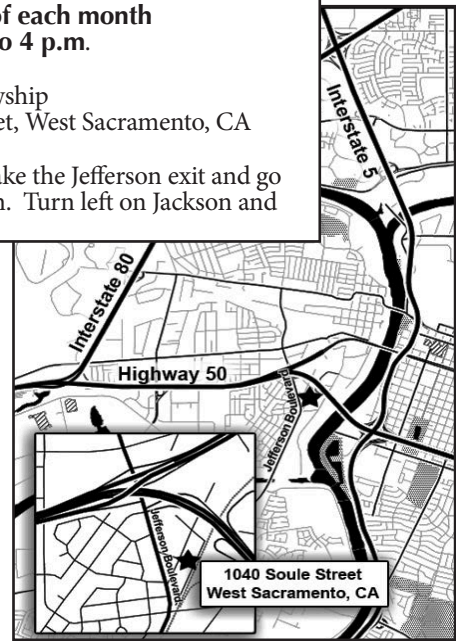 of each month
to 4 p.m.
wship
et, West Sacramento, CA
ake the Jefferson exit and go
n. Turn left on Jackson and
Interstate 5
Interstate 80
Highway 50
Jefferson Boulevard
Jefferson Boulevard
1040 Soule Street
West Sacramento, CA